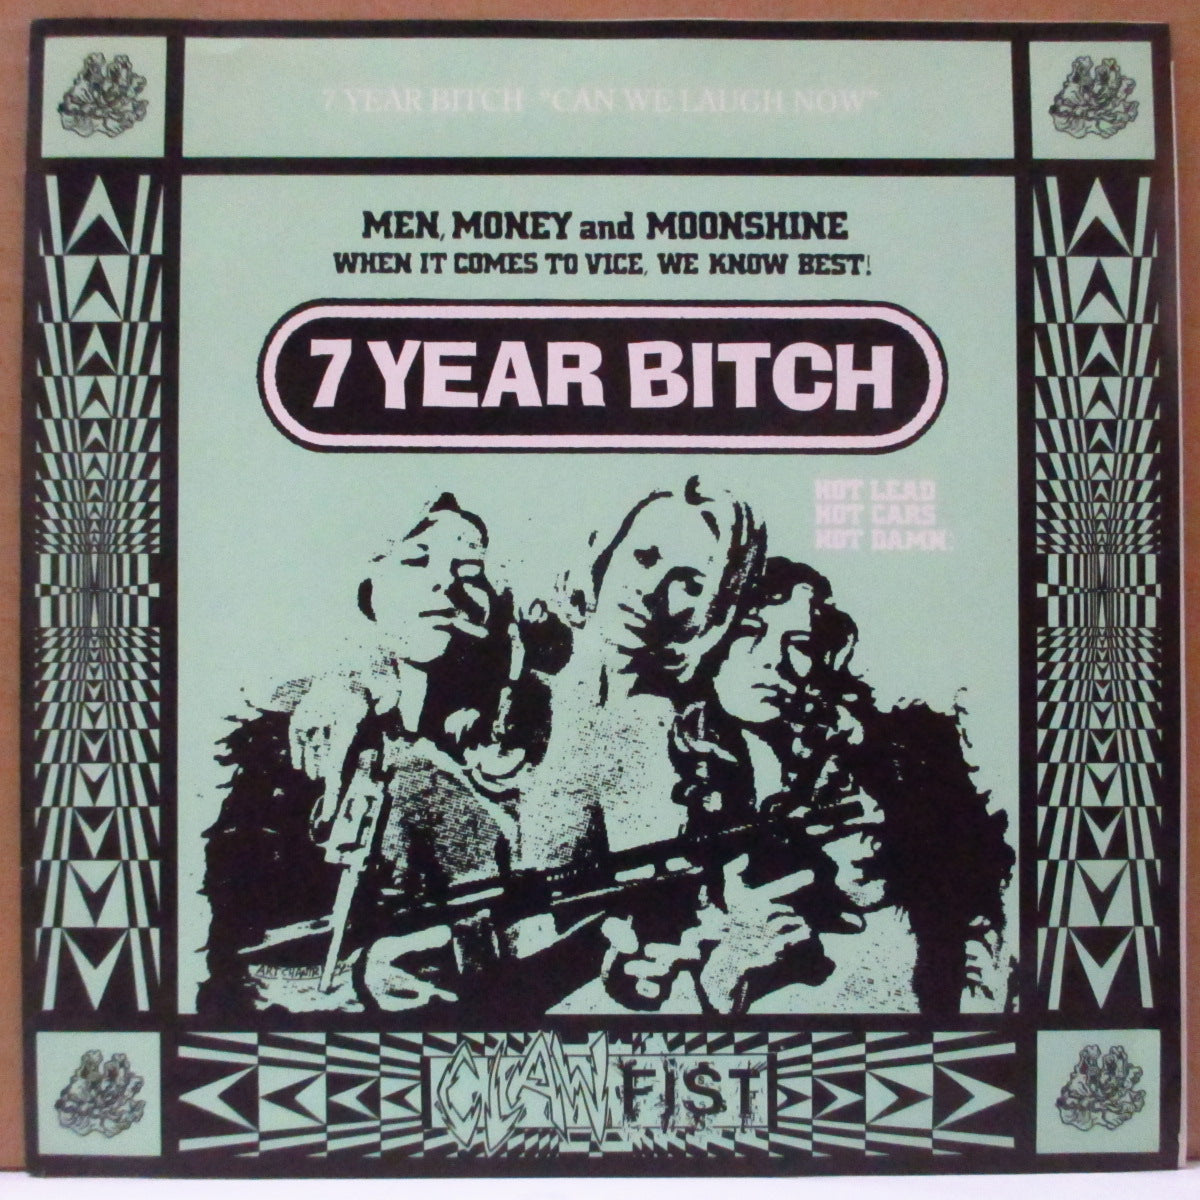 7 YEAR BITCH "CAN WE LAUGH NOW"
MEN, MONEY and MOONSHINE
WHEN IT COMES TO VICE, WE KNOW BEST!
7 YEAR BITCH
HOT LEAD
HOT CARS
HOT DAMN!
CLAW FIST